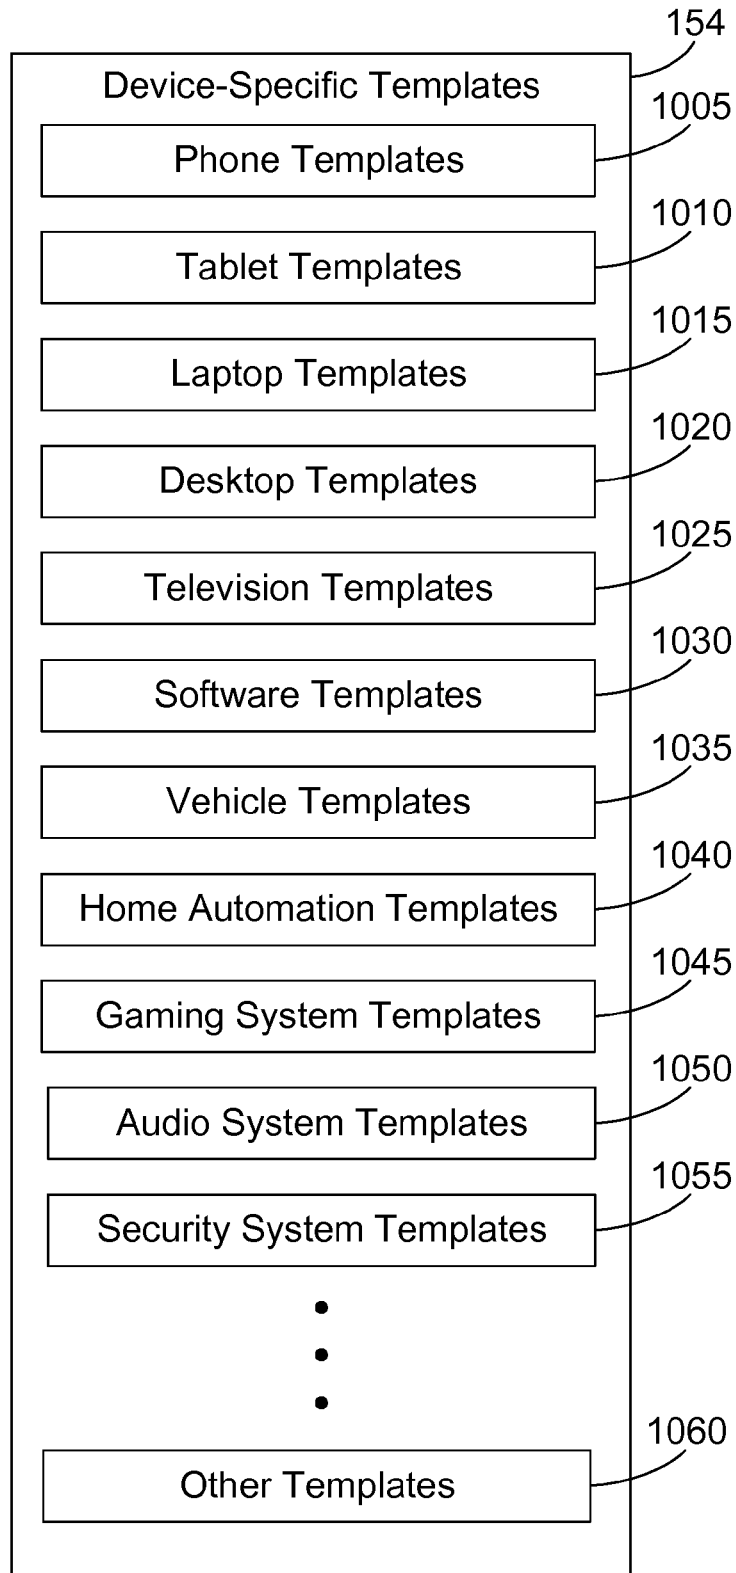 154
Device-Specific Templates
1005
Phone Templates
1010
Tablet Templates
1015
Laptop Templates
1020
Desktop Templates
1025
Television Templates
1030
Software Templates
1035
Vehicle Templates
1040
Home Automation Templates
1045
Gaming System Templates
1050
Audio System Templates
1055
Security System Templates
1060
Other Templates